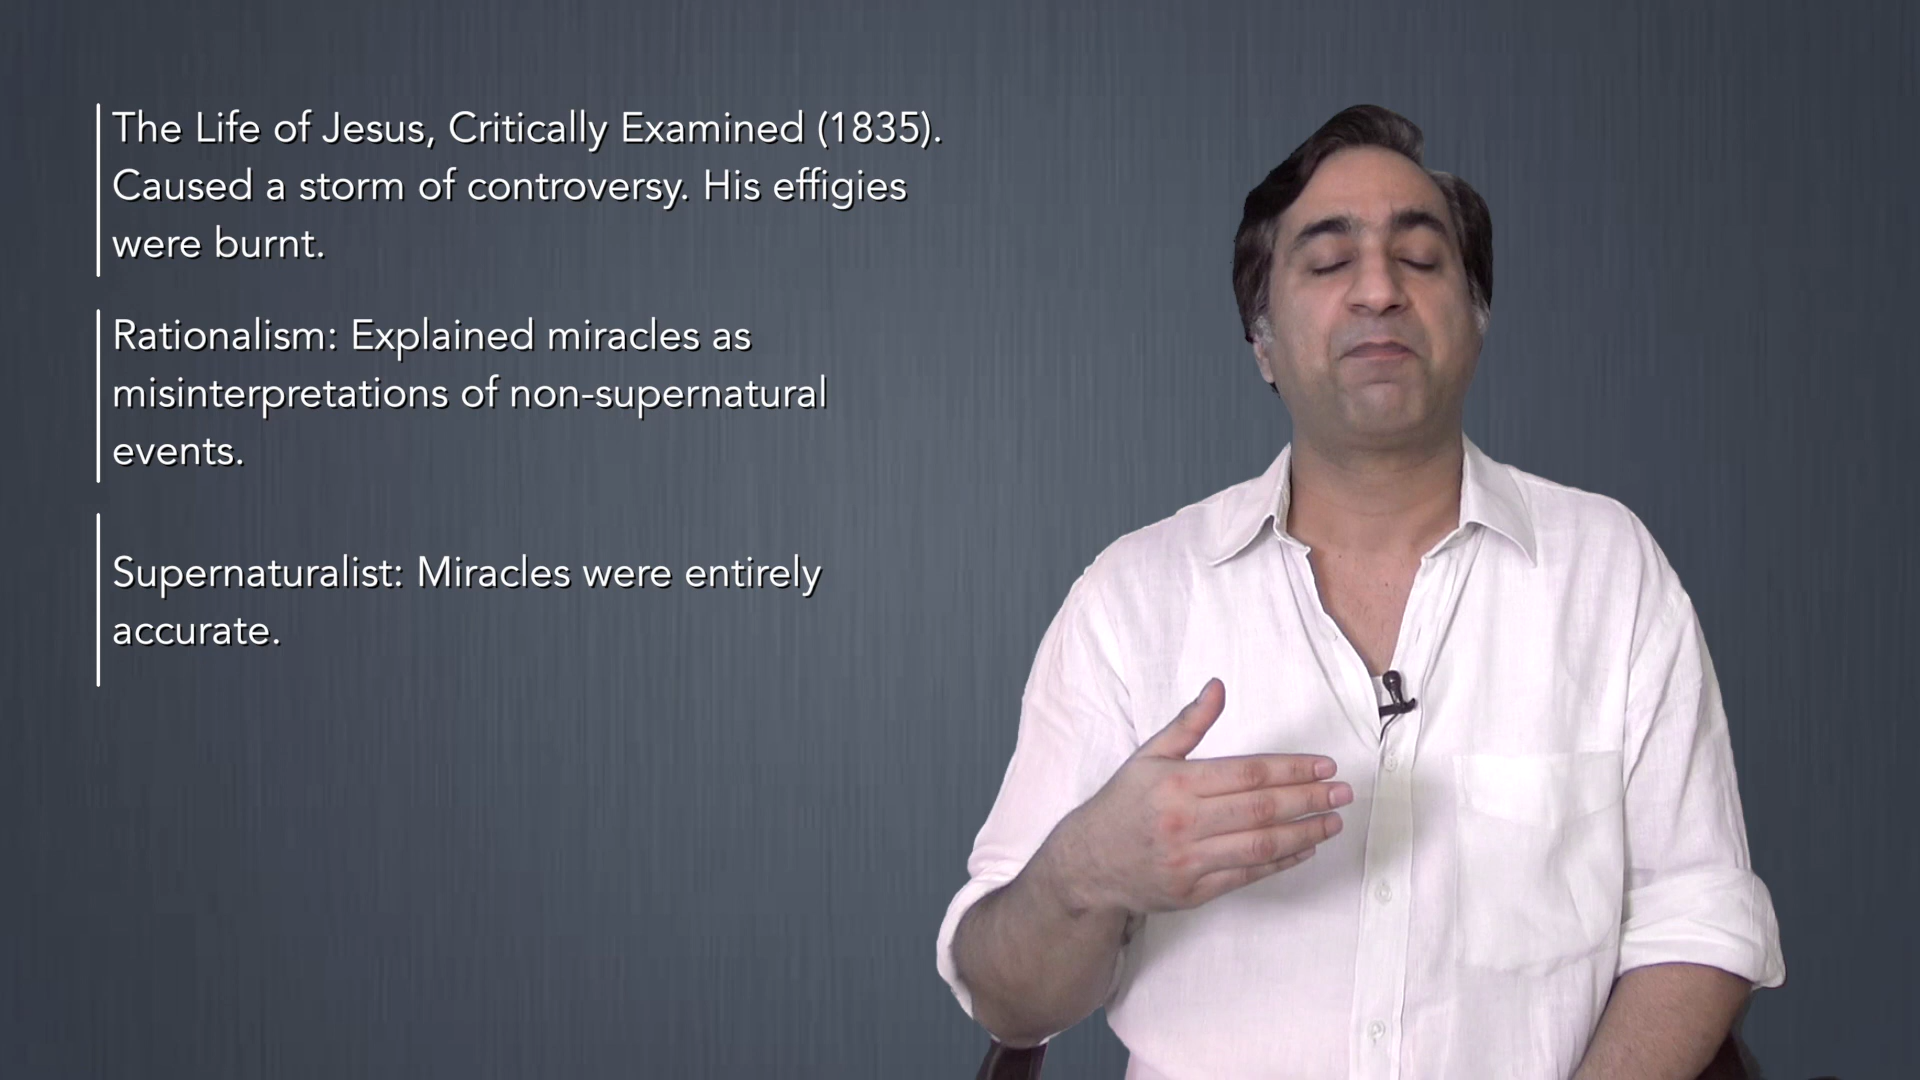 The Life of Jesus, Critically Examined (1835).
Caused a storm of controversy. His effigies
were burnt.
Rationalism: Explained miracles as
misinterpretations of non-supernatural
events.
Supernaturalist: Miracles were entirely
accurate.